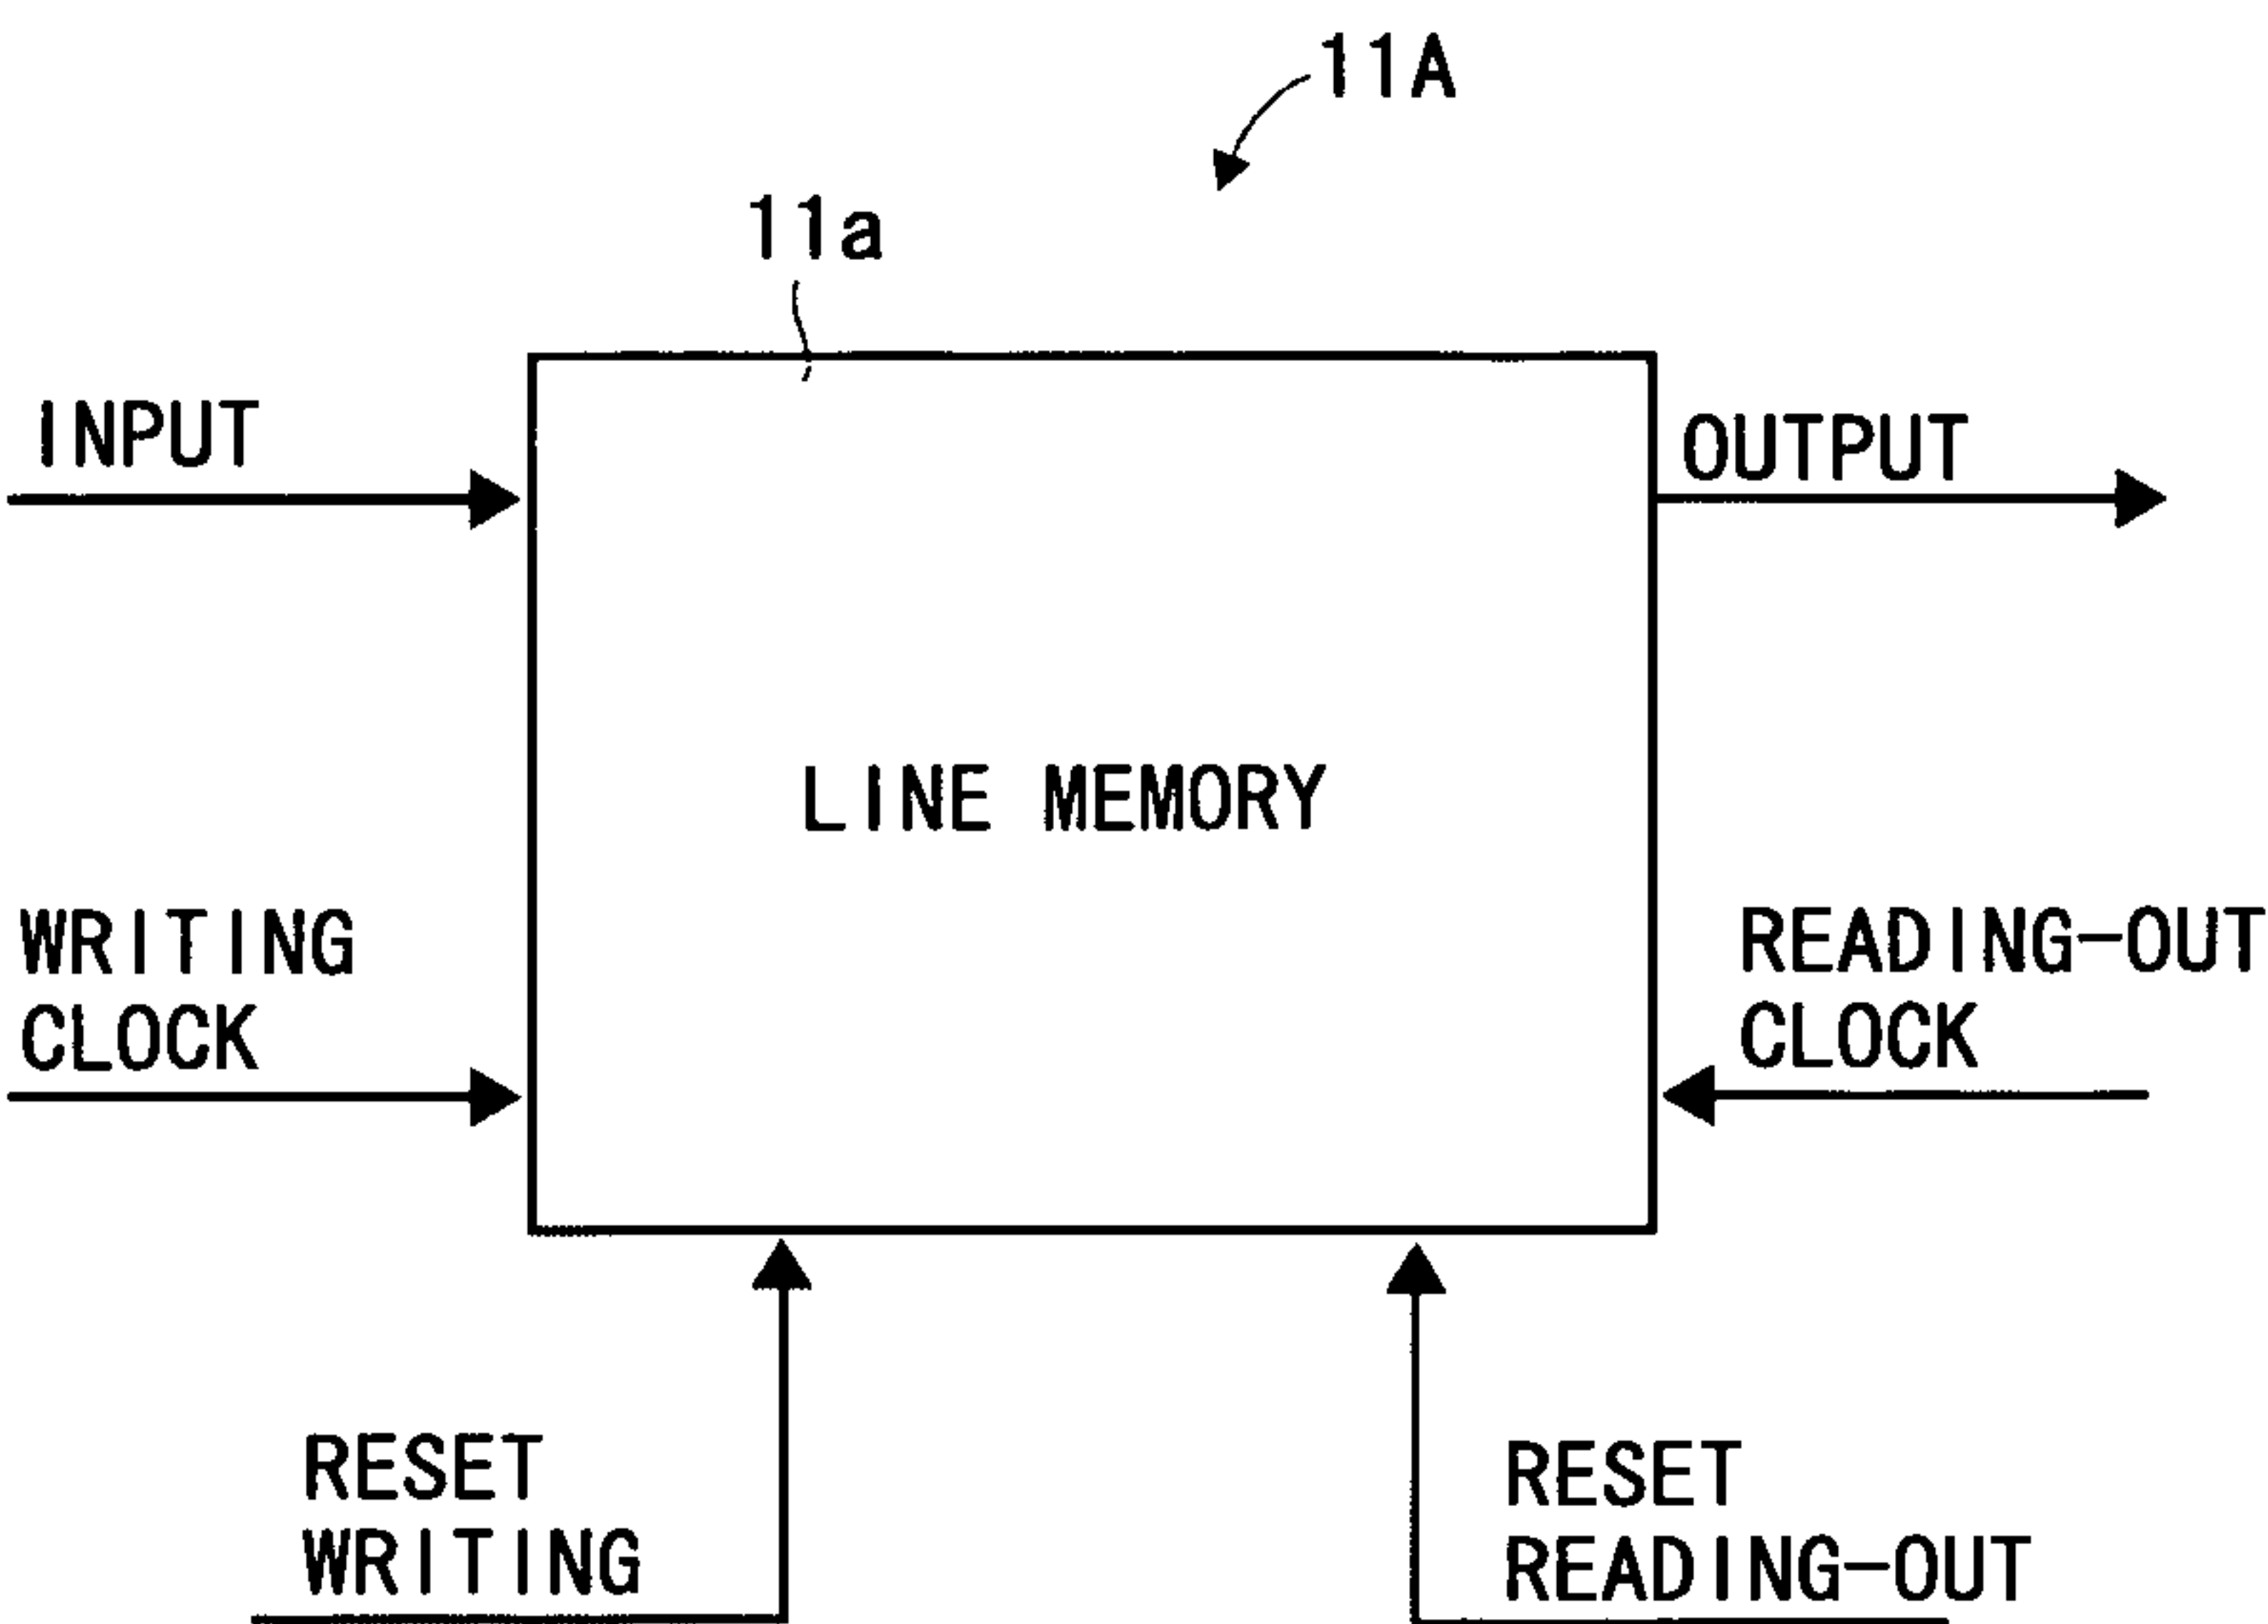 11A
11a
INPUT
OUTPUT
LINE MEMORY
WRITING
CLOCK
READING-OUT
CLOCK
RESET
WRITING
RESET
READING-OUT